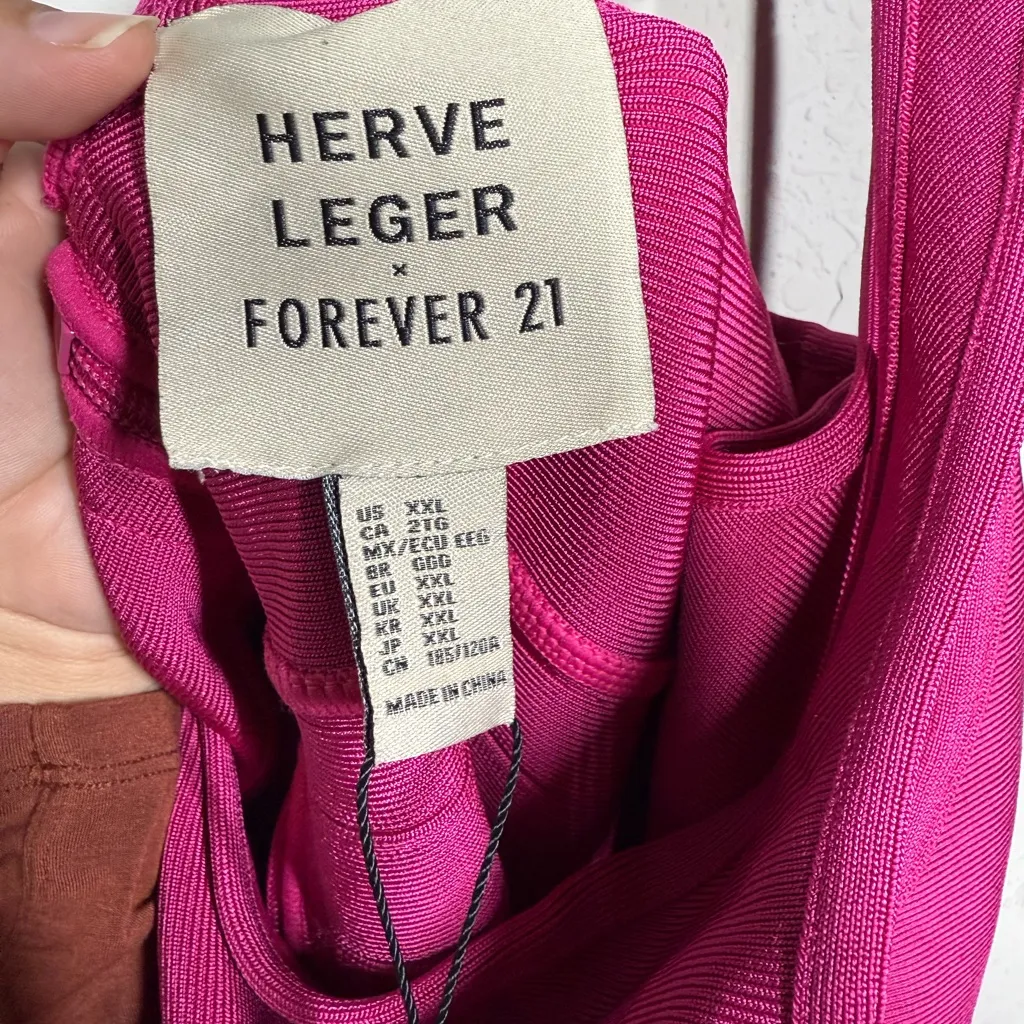 HERVE
LEGER
×
FOREVER 21
US XXL
CA 2TG
MX/ECU EEG
BR GGG
EU XXL
UK XXL
KR XXL
JP XXL
CN 185/120A
MADE IN CHINA